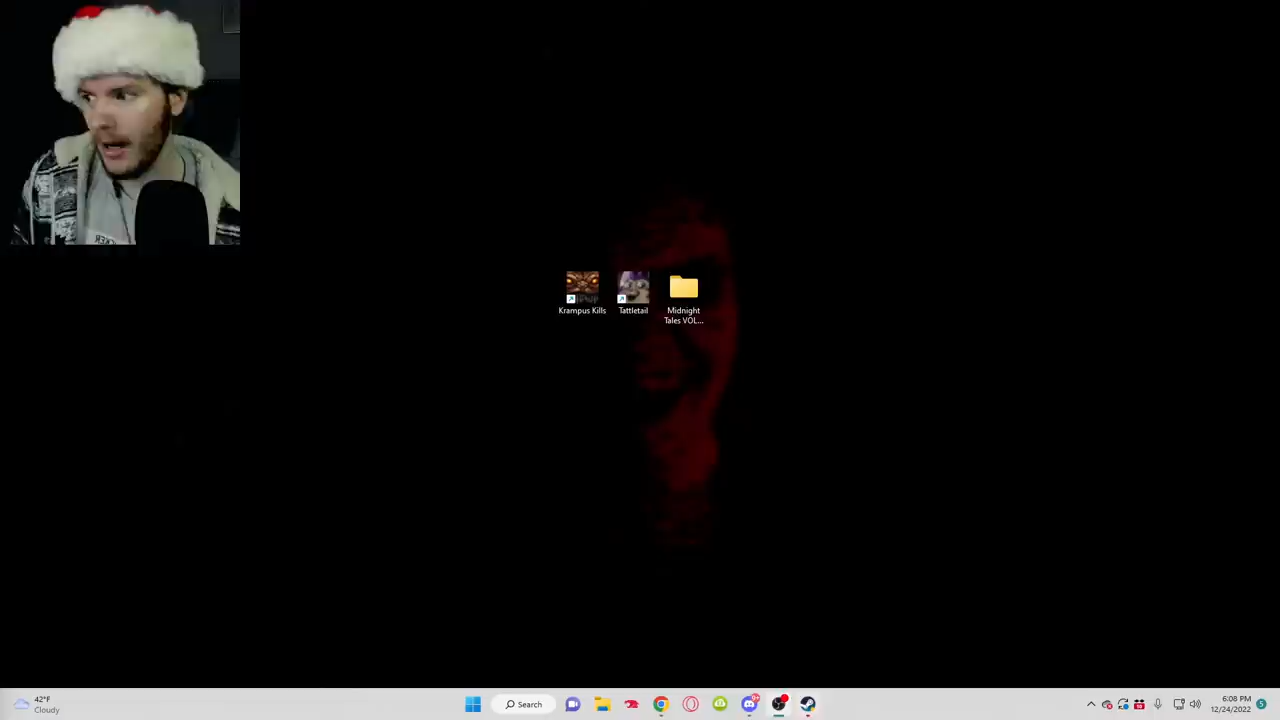 Krampus Kills
Tattletail
Midnight
Tales VOL...
42°F
Cloudy
Search
6:08 PM
12/24/2022